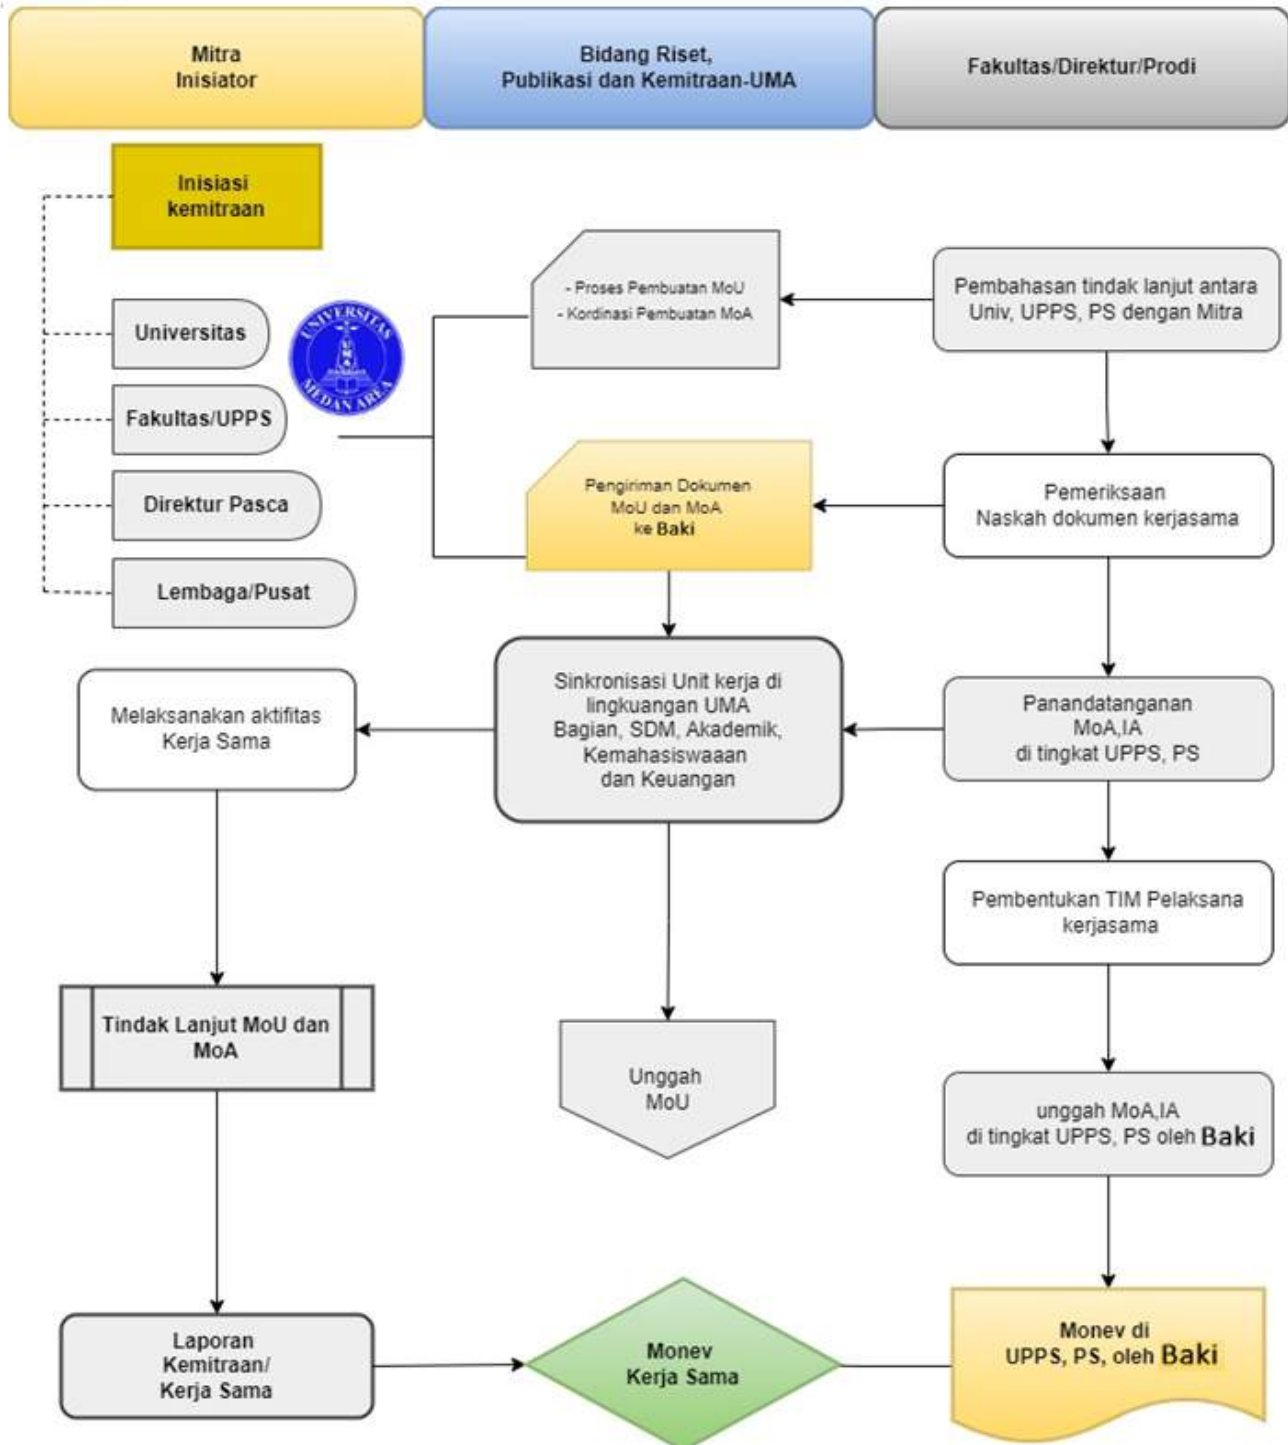 Mitra
Inisiator
Bidang Riset,
Publikasi dan Kemitraan-UMA
Fakultas/Direktur/Prodi
Inisiasi
kemitraan
Universitas
Fakultas/UPPS
Direktur Pasca
Lembaga/Pusat
UNIVERSITAS
UMA
MEDAN AREA
- Proses Pembuatan MoU
- Kordinasi Pembuatan MoA
Pembahasan tindak lanjut antara
Univ, UPPS, PS dengan Mitra
Pengiriman Dokumen
MoU dan MoA
ke Baki
Pemeriksaan
Naskah dokumen kerjasama
Melaksanakan aktifitas
Kerja Sama
Sinkronisasi Unit kerja di
lingkuangan UMA
Bagian, SDM, Akademik,
Kemahasiswaaan
dan Keuangan
Panandatanganan
MoA,IA
di tingkat UPPS, PS
Pembentukan TIM Pelaksana
kerjasama
Tindak Lanjut MoU dan
MoA
Unggah
MoU
unggah MoA,IA
di tingkat UPPS, PS oleh Baki
Laporan
Kemitraan/
Kerja Sama
Monev
Kerja Sama
Monev di
UPPS, PS, oleh Baki